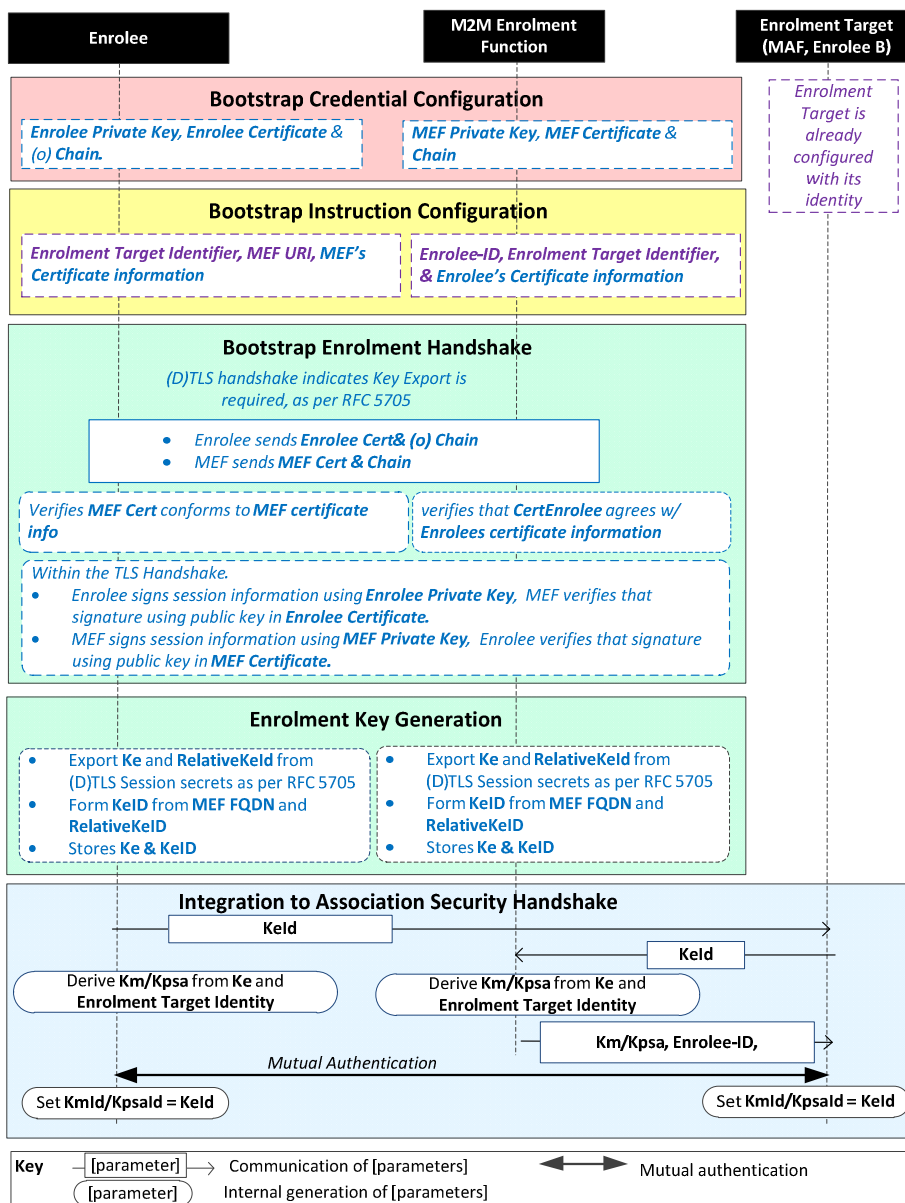 Enrolee
M2M Enrolment
Function
Enrolment Target
(MAF, Enrolee B)
Bootstrap Credential Configuration
Enrolee Private Key, Enrolee Certificate &
(o) Chain.
MEF Private Key, MEF Certificate &
Chain
Enrolment
Target is
already
configured
with its
identity
Bootstrap Instruction Configuration
Enrolment Target Identifier, MEF URI, MEF's
Certificate information
Enrolee-ID, Enrolment Target Identifier,
& Enrolee's Certificate information
Bootstrap Enrolment Handshake
(D)TLS handshake indicates Key Export is
required, as per RFC 5705
• Enrolee sends Enrolee Cert& (o) Chain
• MEF sends MEF Cert & Chain
Verifies MEF Cert conforms to MEF certificate
info
verifies that CertEnrolee agrees w/
Enrolees certificate information
Within the TLS Handshake.
• Enrolee signs session information using Enrolee Private Key, MEF verifies that
signature using public key in Enrolee Certificate.
• MEF signs session information using MEF Private Key, Enrolee verifies that signature
using public key in MEF Certificate.
Enrolment Key Generation
• Export Ke and RelativeKeId from
(D)TLS Session secrets as per RFC 5705
• Form KeID from MEF FQDN and
RelativeKeID
• Stores Ke & KeID
• Export Ke and RelativeKeId from
(D)TLS Session secrets as per RFC 5705
• Form KeID from MEF FQDN and
RelativeKeID
• Stores Ke & KeID
Integration to Association Security Handshake
KeId
KeId
Derive Km/Kpsa from Ke and
Enrolment Target Identity
Derive Km/Kpsa from Ke and
Enrolment Target Identity
Km/Kpsa, Enrolee-ID,
Mutual Authentication
Set KmId/KpsaId = KeId
Set KmId/KpsaId = KeId
Key
[parameter]
Communication of [parameters]
Mutual authentication
[parameter]
Internal generation of [parameters]